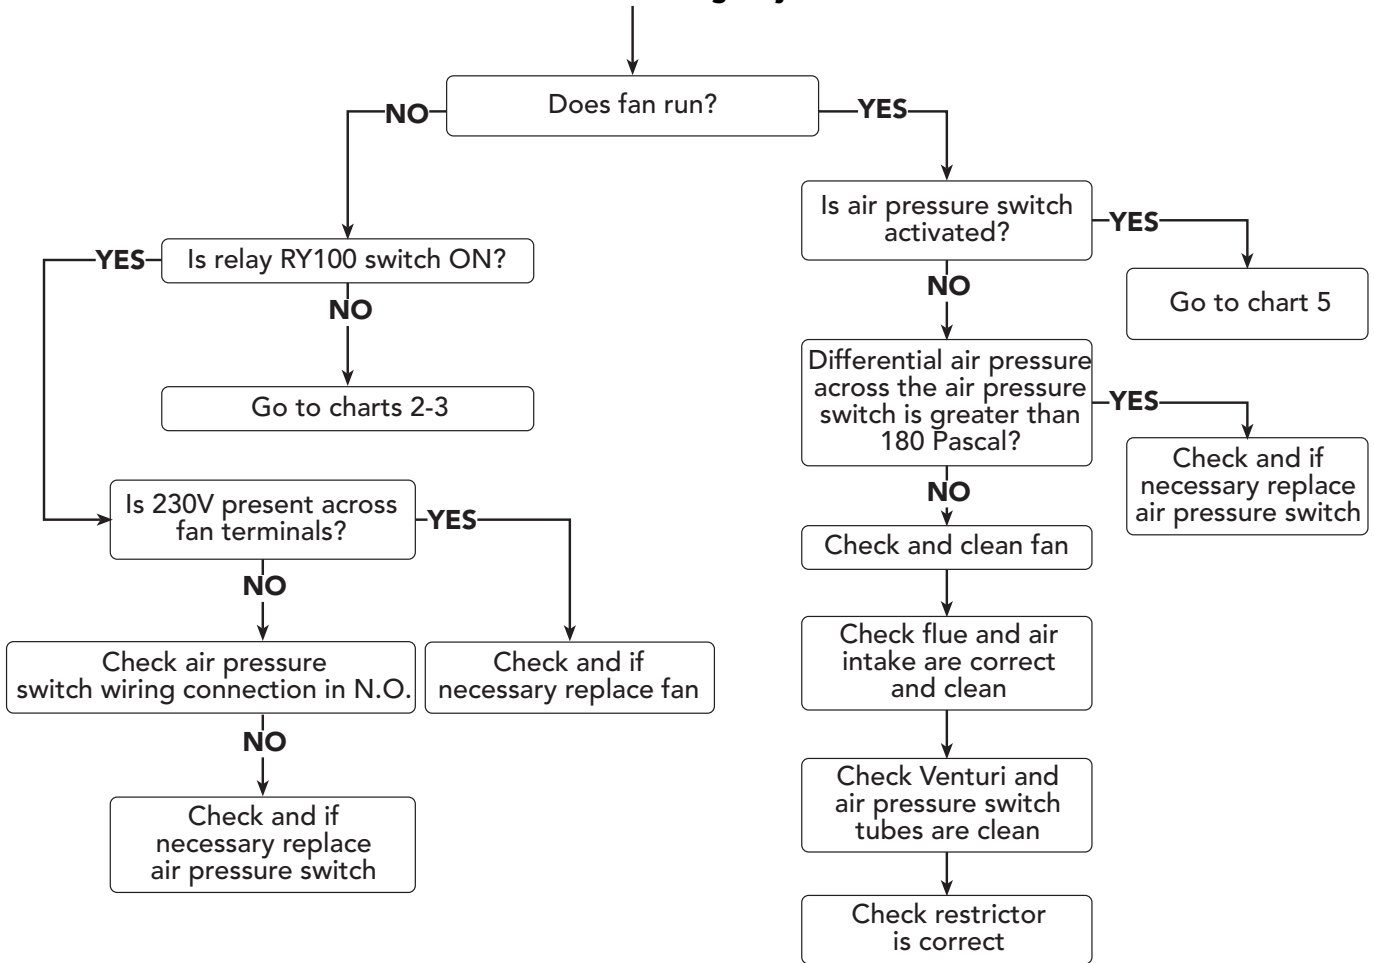 Does fan run?
NO
YES
Is air pressure switch
activated?
YES
YES
Is relay RY100 switch ON?
NO
NO
Go to chart 5
Differential air pressure
across the air pressure
switch is greater than
180 Pascal?
YES
Go to charts 2-3
Check and if
necessary replace
air pressure switch
NO
Is 230V present across
fan terminals?
YES
Check and clean fan
NO
Check flue and air
intake are correct
and clean
Check air pressure
switch wiring connection in N.O.
Check and if
necessary replace fan
NO
Check Venturi and
air pressure switch
tubes are clean
Check and if
necessary replace
air pressure switch
Check restrictor
is correct